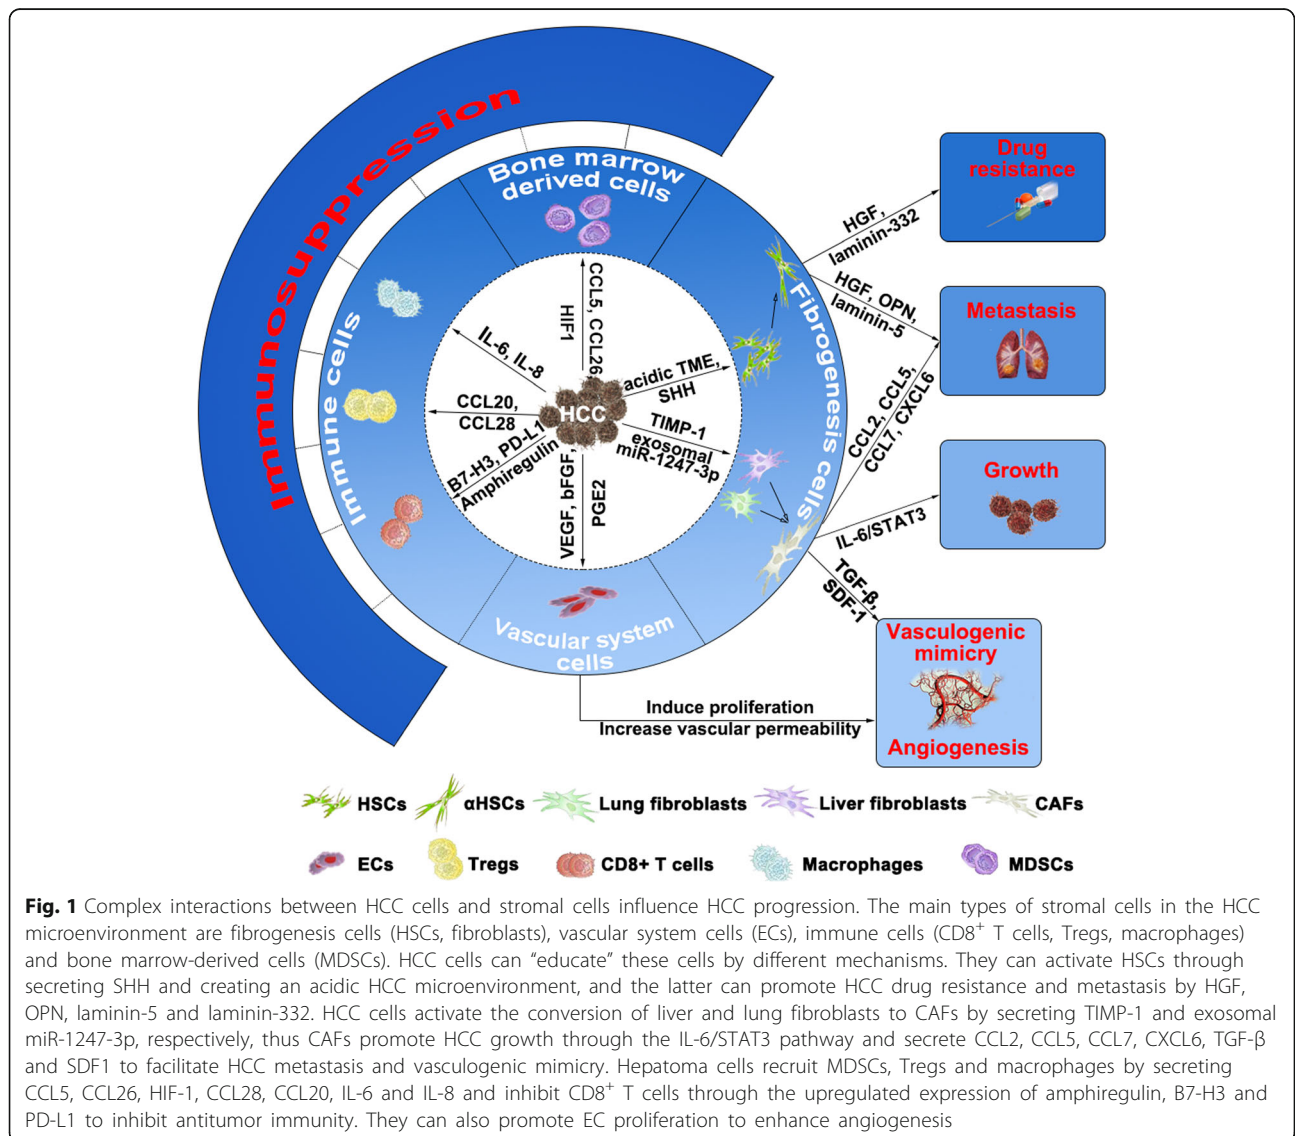 Immunosuppression
Bone marrow
derived cells
Immune cells
Fibrogenesis cells
Vascular system
cells
HCC
CCL5, CCL26,
HIF1
IL-6, IL-8
CCL20,
CCL28
B7-H3, PD-L1
Amphiregulin
VEGF, bFGF,
PGE2
acidic TME,
SHH
TIMP-1
exosomal
miR-1247-3p
HGF,
laminin-332
HGF, OPN,
laminin-5
CCL2, CCL5,
CCL7, CXCL6
IL-6/STAT3
TGF-β,
SDF-1
Drug
resistance
Metastasis
Growth
Vasculogenic
mimicry
Angiogenesis
Induce proliferation
Increase vascular permeability
HSCs
αHSCs
Lung fibroblasts
Liver fibroblasts
CAFs
ECs
Tregs
CD8+ T cells
Macrophages
MDSCs
Fig. 1 Complex interactions between HCC cells and stromal cells influence HCC progression. The main types of stromal cells in the HCC
microenvironment are fibrogenesis cells (HSCs, fibroblasts), vascular system cells (ECs), immune cells (CD8⁺ T cells, Tregs, macrophages)
and bone marrow-derived cells (MDSCs). HCC cells can “educate” these cells by different mechanisms. They can activate HSCs through
secreting SHH and creating an acidic HCC microenvironment, and the latter can promote HCC drug resistance and metastasis by HGF,
OPN, laminin-5 and laminin-332. HCC cells activate the conversion of liver and lung fibroblasts to CAFs by secreting TIMP-1 and exosomal
miR-1247-3p, respectively, thus CAFs promote HCC growth through the IL-6/STAT3 pathway and secrete CCL2, CCL5, CCL7, CXCL6, TGF-β
and SDF1 to facilitate HCC metastasis and vasculogenic mimicry. Hepatoma cells recruit MDSCs, Tregs and macrophages by secreting
CCL5, CCL26, HIF-1, CCL28, CCL20, IL-6 and IL-8 and inhibit CD8⁺ T cells through the upregulated expression of amphiregulin, B7-H3 and
PD-L1 to inhibit antitumor immunity. They can also promote EC proliferation to enhance angiogenesis